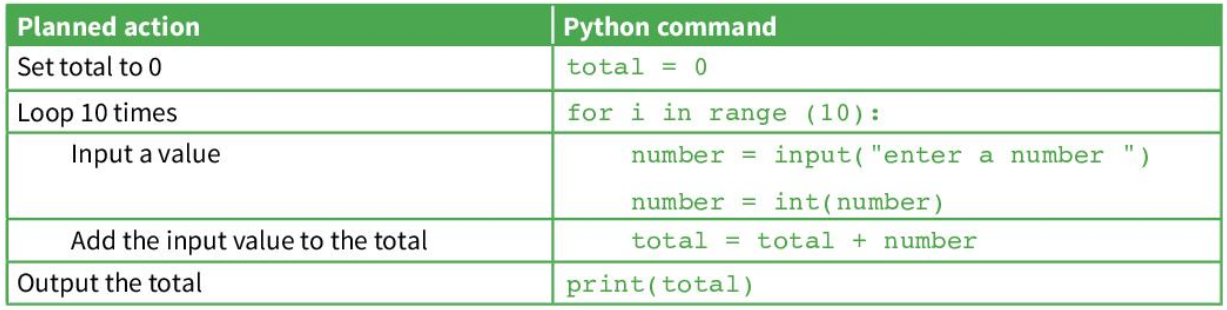 Planned action Python command
Set total to 0 total = 0
Loop 10 times for i in range (10):
Input a value number = input("enter a number ")
number = int(number)
Add the input value to the total total = total + number
Output the total print(total)